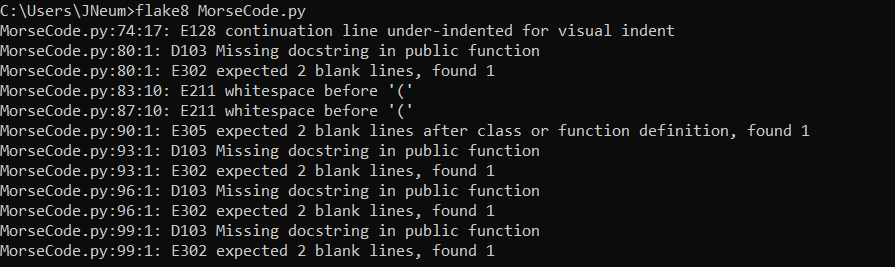 C:\Users\JNeum>flake8 MorseCode.py
MorseCode.py:74:17: E128 continuation line under-indented for visual indent
MorseCode.py:80:1: D103 Missing docstring in public function
MorseCode.py:80:1: E302 expected 2 blank lines, found 1
MorseCode.py:83:10: E211 whitespace before '('
MorseCode.py:87:10: E211 whitespace before '('
MorseCode.py:90:1: E305 expected 2 blank lines after class or function definition, found 1
MorseCode.py:93:1: D103 Missing docstring in public function
MorseCode.py:93:1: E302 expected 2 blank lines, found 1
MorseCode.py:96:1: D103 Missing docstring in public function
MorseCode.py:96:1: E302 expected 2 blank lines, found 1
MorseCode.py:99:1: D103 Missing docstring in public function
MorseCode.py:99:1: E302 expected 2 blank lines, found 1